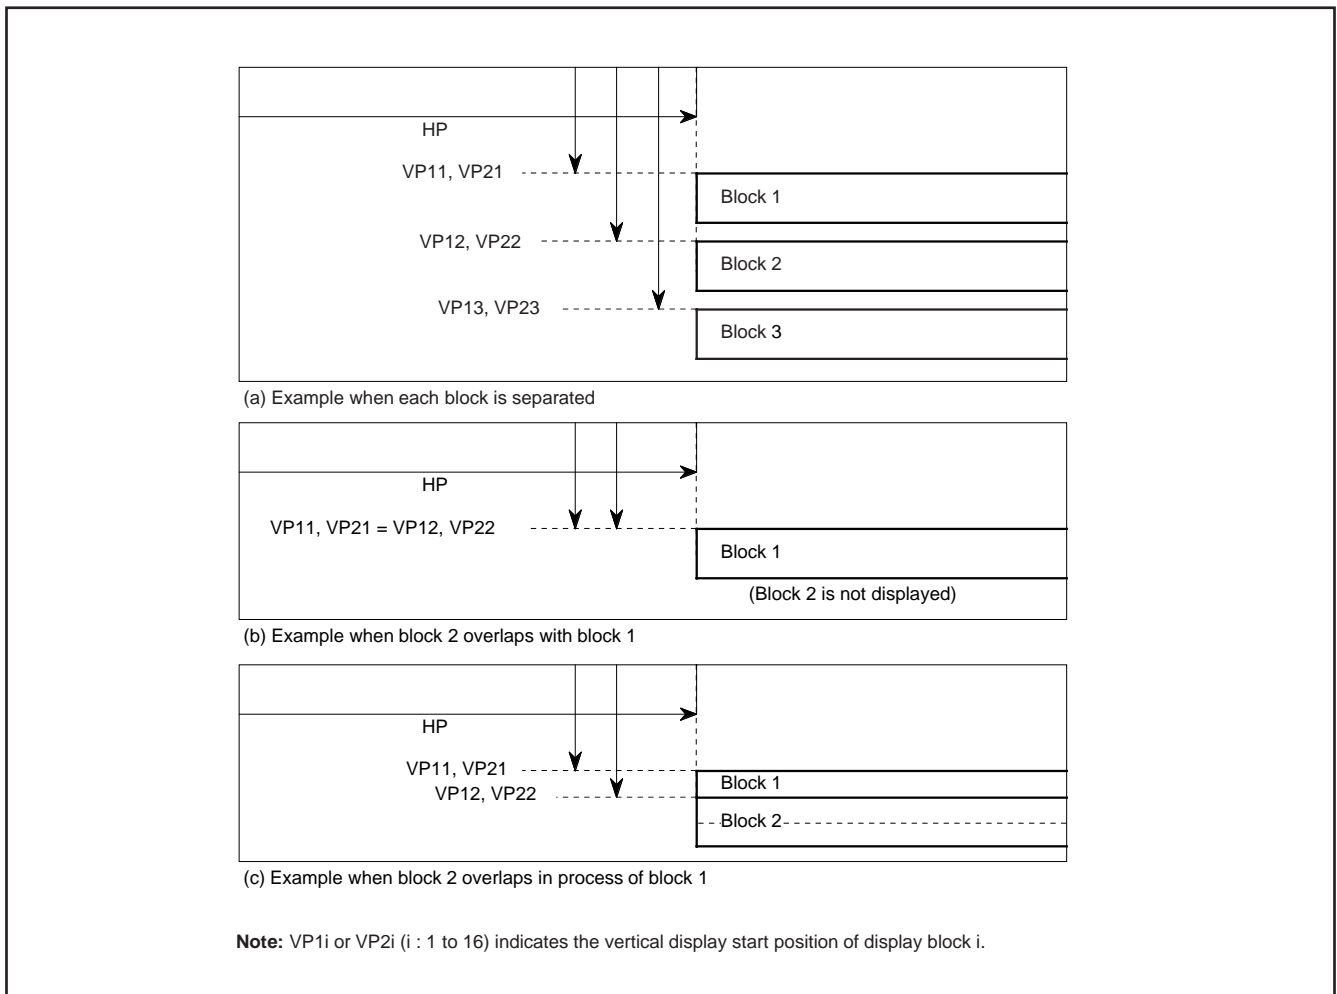 HP
VP11, VP21
Block 1
VP12, VP22
Block 2
VP13, VP23
Block 3
(a) Example when each block is separated
HP
VP11, VP21 = VP12, VP22
Block 1
(Block 2 is not displayed)
(b) Example when block 2 overlaps with block 1
HP
VP11, VP21
Block 1
VP12, VP22
Block 2
(c) Example when block 2 overlaps in process of block 1
Note: VP1i or VP2i (i : 1 to 16) indicates the vertical display start position of display block i.